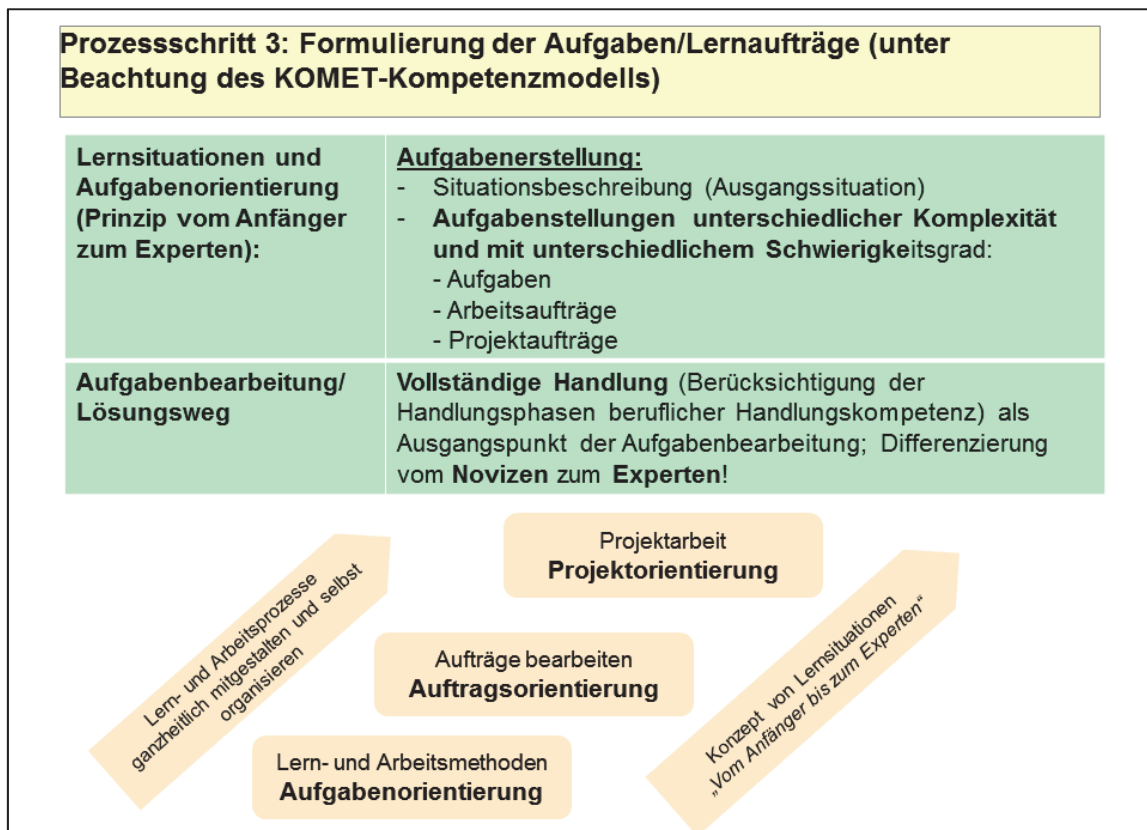 Prozessschritt 3: Formulierung der Aufgaben/Lernaufträge (unter
Beachtung des KOMET-Kompetenzmodells)
Lernsituationen und
Aufgabenorientierung
(Prinzip vom Anfänger
zum Experten):
Aufgabenerstellung:
- Situationsbeschreibung (Ausgangssituation)
- Aufgabenstellungen unterschiedlicher Komplexität
und mit unterschiedlichem Schwierigkeitsgrad:
- Aufgaben
- Arbeitsaufträge
- Projektaufträge
Aufgabenbearbeitung/
Lösungsweg
Vollständige Handlung (Berücksichtigung der
Handlungsphasen beruflicher Handlungskompetenz) als
Ausgangspunkt der Aufgabenbearbeitung; Differenzierung
vom Novizen zum Experten!
Lern- und Arbeitsprozesse
ganzheitlich mitgestalten und selbst
organisieren
Projektarbeit
Projektorientierung
Aufträge bearbeiten
Auftragsorientierung
Lern- und Arbeitsmethoden
Aufgabenorientierung
Konzept von Lernsituationen
„Vom Anfänger bis zum Experten“